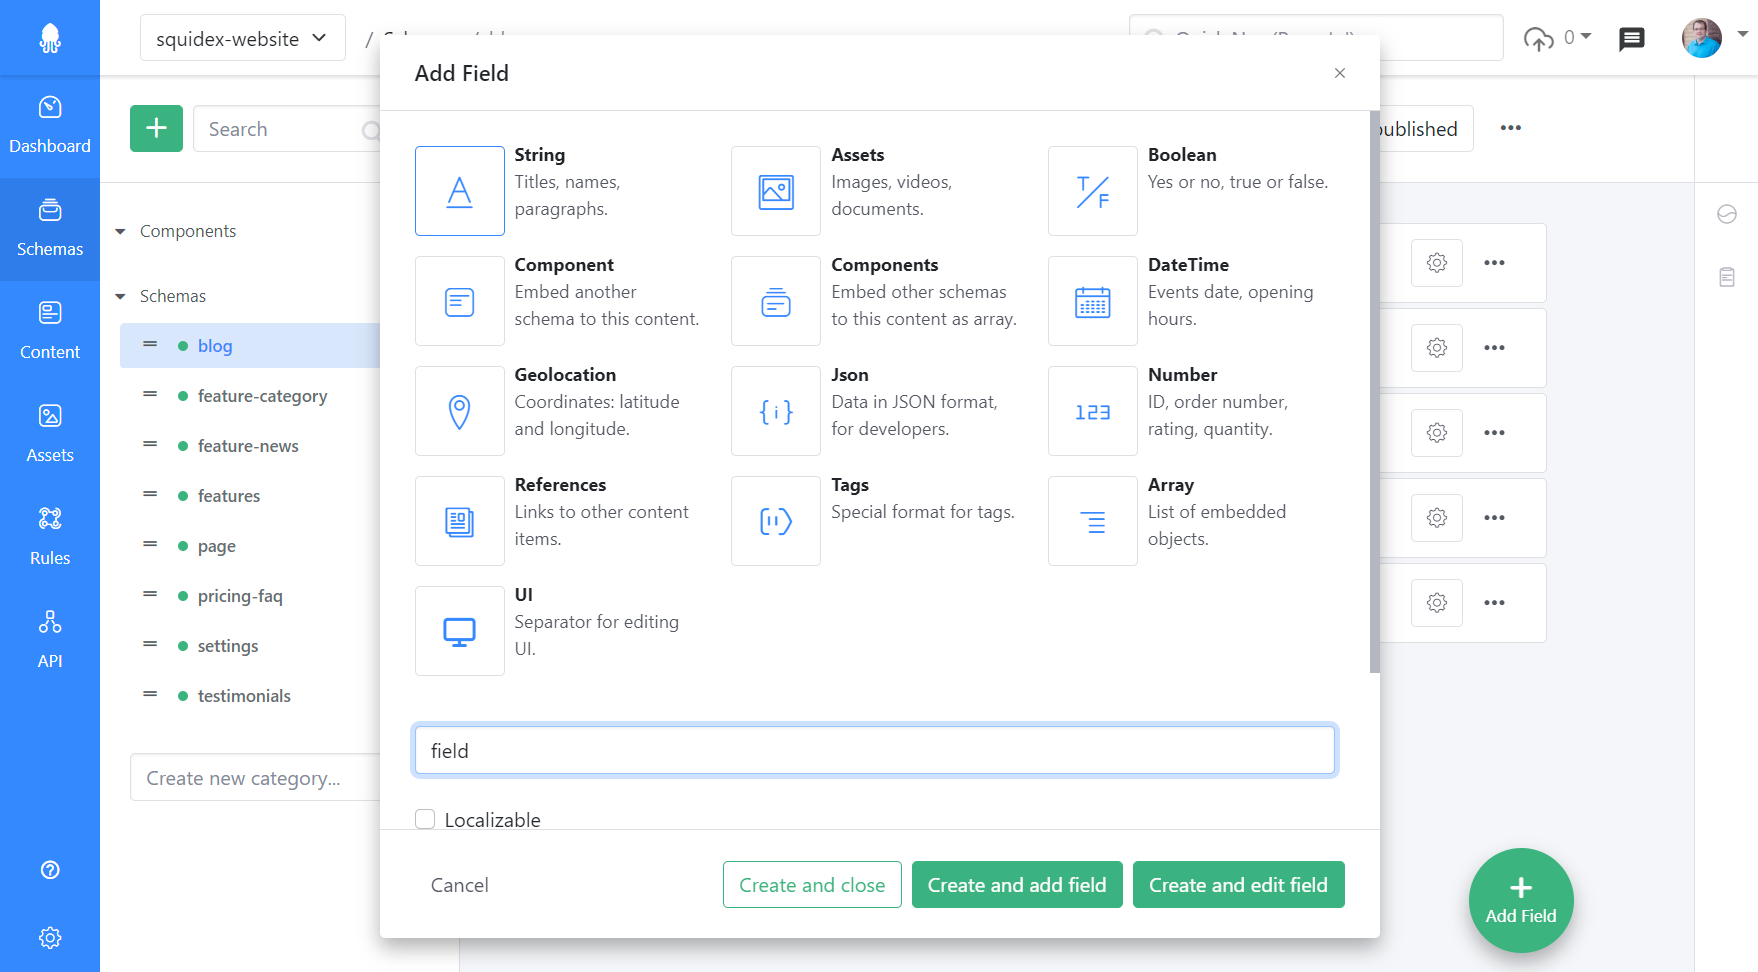 squidex-website
/
0
Add Field
Search
published
Dashboard
Schemas
Content
Assets
Rules
API
Components
Schemas
blog
feature-category
feature-news
features
page
pricing-faq
settings
testimonials
Create new category...
String
Titles, names,
paragraphs.
Assets
Images, videos,
documents.
Boolean
Yes or no, true or false.
T/F
Component
Embed another
schema to this content.
Components
Embed other schemas
to this content as array.
DateTime
Events date, opening
hours.
Geolocation
Coordinates: latitude
and longitude.
{i}
Json
Data in JSON format,
for developers.
123
Number
ID, order number,
rating, quantity.
References
Links to other content
items.
Tags
Special format for tags.
Array
List of embedded
objects.
UI
Separator for editing
UI.
field
Localizable
Cancel
Create and close
Create and add field
Create and edit field
Add Field